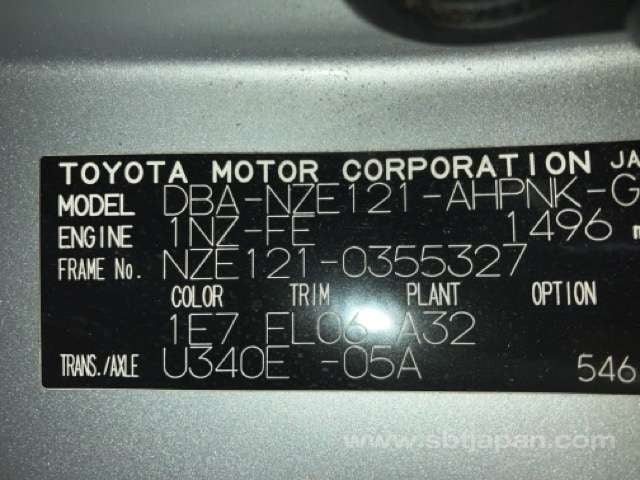 TOYOTA MOTOR CORPORATION JA
MODEL DBA-NZE121-AHPNK-G
ENGINE 1NZ-FE 1496
FRAME No. NZE121-0355327
COLOR TRIM PLANT OPTION
1E7 FL06 A32
TRANS./AXLE U340E -05A 546
www.sbtjapan.com